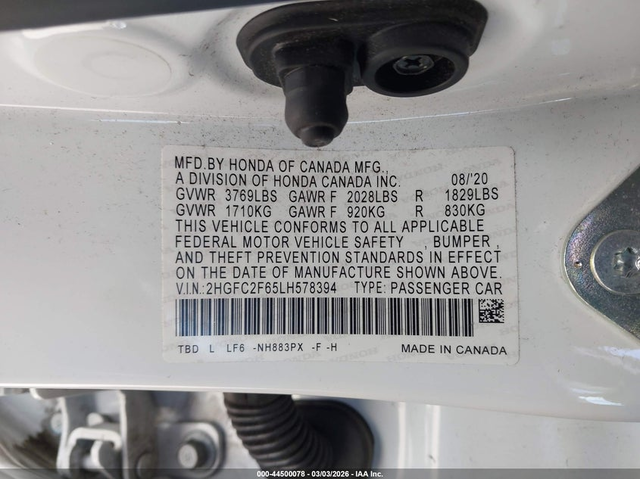 MFD.BY HONDA OF CANADA MFG.,
A DIVISION OF HONDA CANADA INC. 08/'20
GVWR 3769LBS GAWR F 2028LBS R 1829LBS
GVWR 1710KG GAWR F 920KG R 830KG
THIS VEHICLE CONFORMS TO ALL APPLICABLE
FEDERAL MOTOR VEHICLE SAFETY , BUMPER ,
AND THEFT PREVENTION STANDARDS IN EFFECT
ON THE DATE OF MANUFACTURE SHOWN ABOVE.
V.I.N.:2HGFC2F65LH578394 TYPE: PASSENGER CAR
TBD L LF6 -NH883PX -F -H MADE IN CANADA
000-44500078 — 03/03/2026 — IAA Inc.